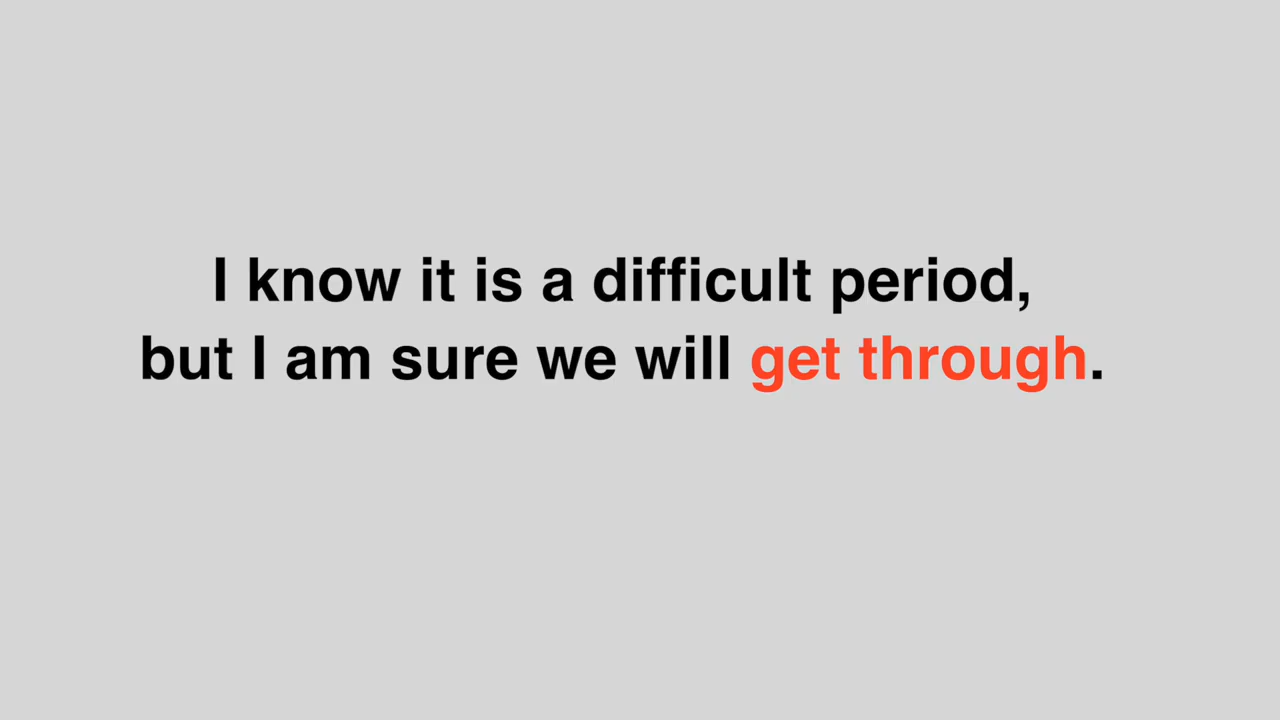 I know it is a difficult period,
but I am sure we will get through.